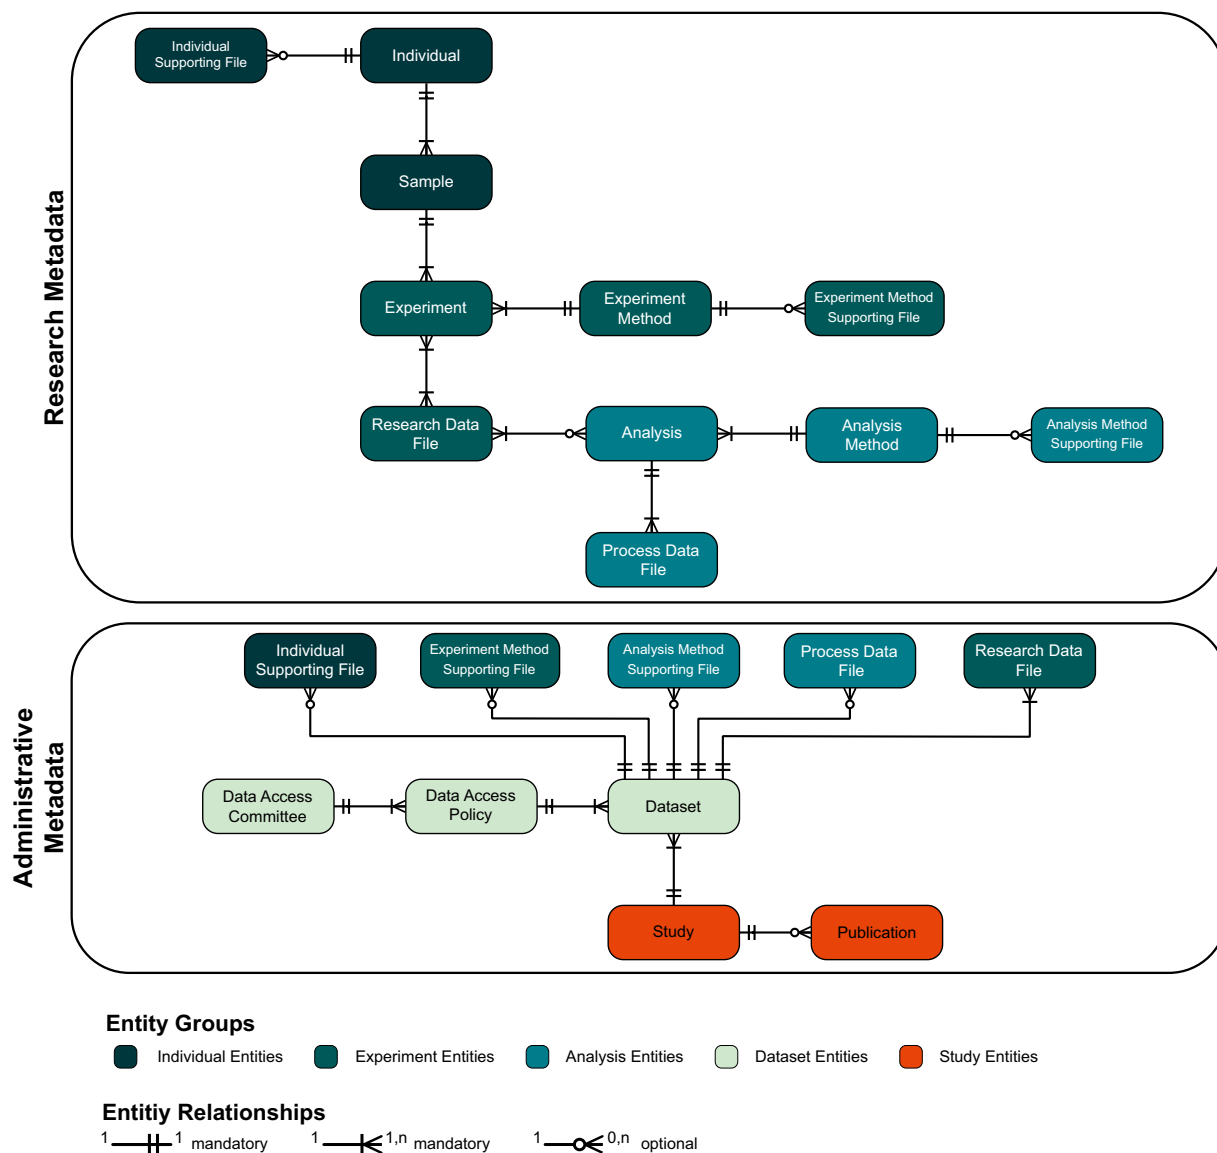 Research Metadata
Individual
Supporting File
Individual
Sample
Experiment
Experiment
Method
Experiment Method
Supporting File
Research Data
File
Analysis
Analysis
Method
Analysis Method
Supporting File
Process Data
File
Administrative
Metadata
Individual
Supporting File
Experiment Method
Supporting File
Analysis Method
Supporting File
Process Data
File
Research Data
File
Data Access
Committee
Data Access
Policy
Dataset
Study
Publication
Entity Groups
Individual Entities
Experiment Entities
Analysis Entities
Dataset Entities
Study Entities
Entitiy Relationships
1 1 mandatory
1 1,n mandatory
1 0,n optional